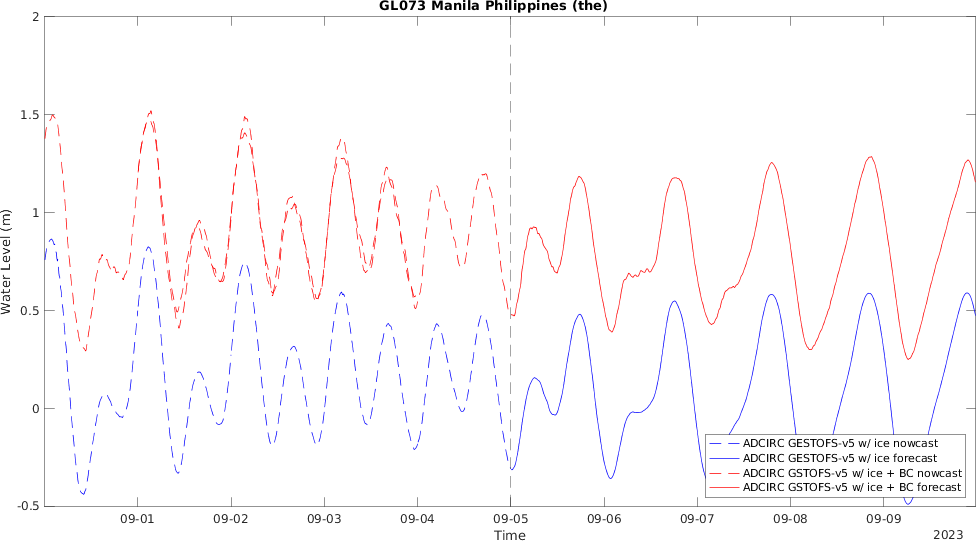 GL073 Manila Philippines (the)
2
1.5
1
0.5
0
-0.5
Water Level (m)
ADCIRC GESTOFS-v5 w/ ice nowcast
ADCIRC GESTOFS-v5 w/ ice forecast
ADCIRC GSTOFS-v5 w/ ice + BC nowcast
ADCIRC GSTOFS-v5 w/ ice + BC forecast
09-01 09-02 09-03 09-04 09-05 09-06 09-07 09-08 09-09
Time
2023